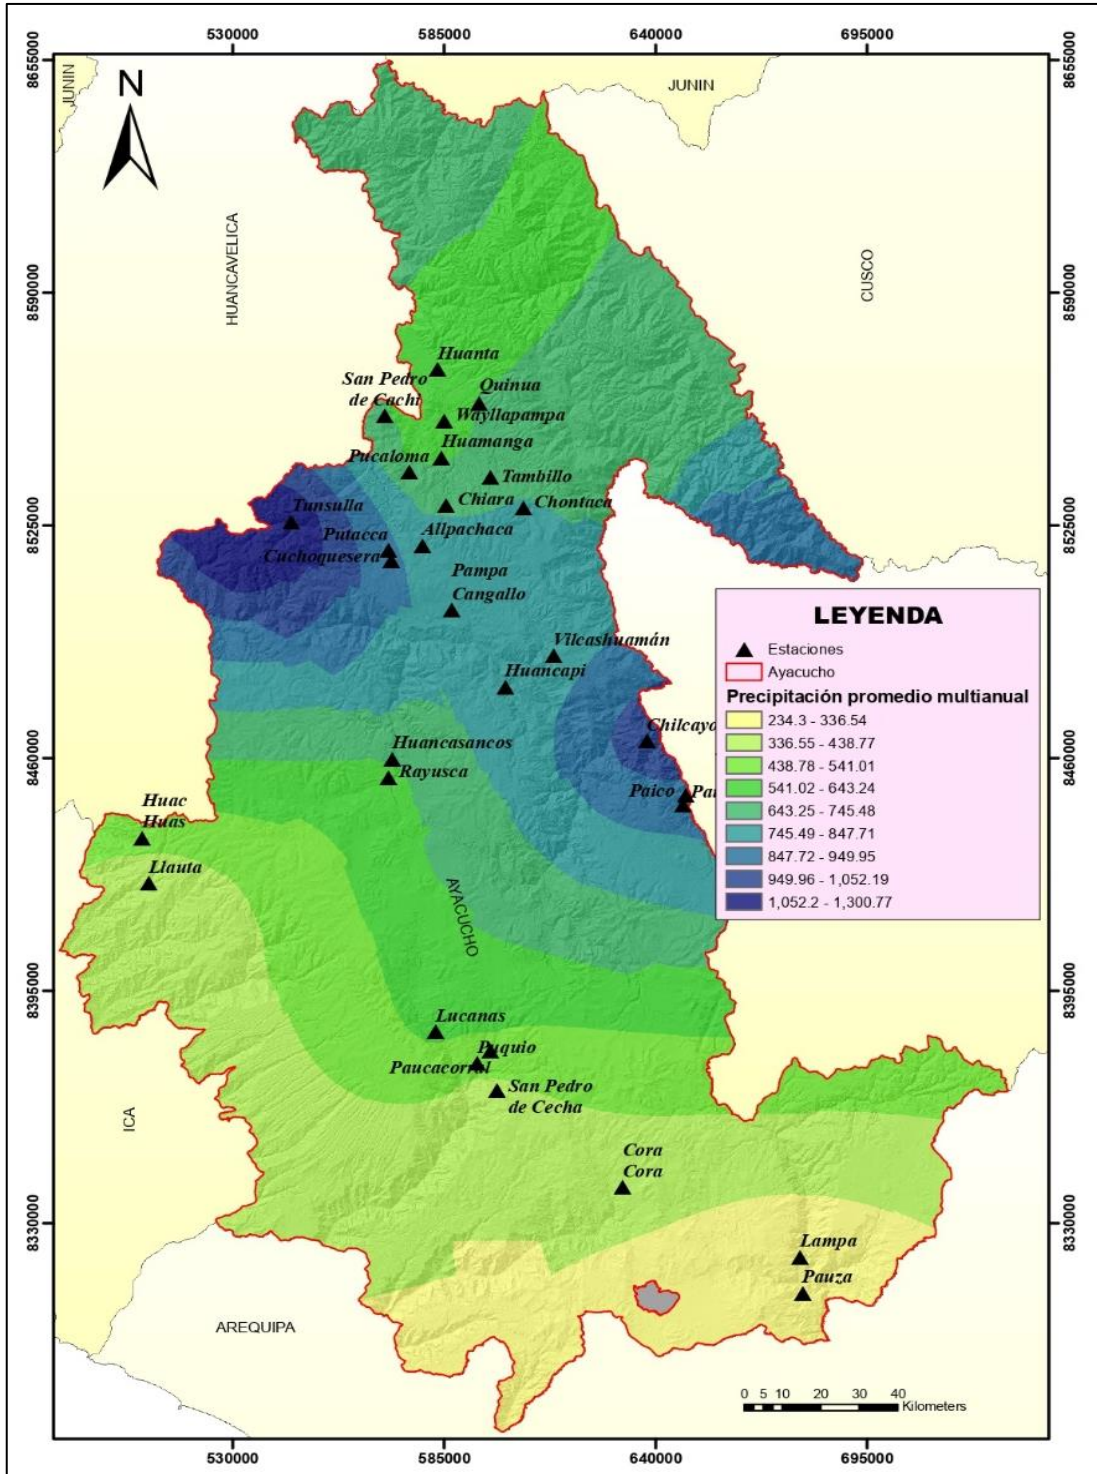 530000 585000 640000 695000
8655000 8655000
JUNIN JUNIN
N
HUANCAVELICA
CUSCO
8590000 8590000
Huanta
San Pedro
de Cachi
Quinua
Wayllapampa
Huamanga
Pucaloma
Tambillo
Chiara
Chontaca
Tunsulla
8525000 8525000
Allpachaca
Putacca
Cuchoquesera
Pampa
Cangallo
Vilcashuamán
Huancapi
LEYENDA
Estaciones
Ayacucho
Precipitación promedio multianual
234.3 - 336.54
336.55 - 438.77
438.78 - 541.01
541.02 - 643.24
643.25 - 745.48
745.49 - 847.71
847.72 - 949.95
949.96 - 1,052.19
1,052.2 - 1,300.77
Chilcayo
Huancasancos
8460000 8460000
Rayusca
Paico
Huac
Huas
Llauta
AYACUCHO
8395000 8395000
Lucanas
Puquio
Paucacorral
San Pedro
de Cecha
ICA
Cora
Cora
8330000 8330000
Lampa
Pauza
AREQUIPA
0 5 10 20 30 40
Kilometers
530000 585000 640000 695000